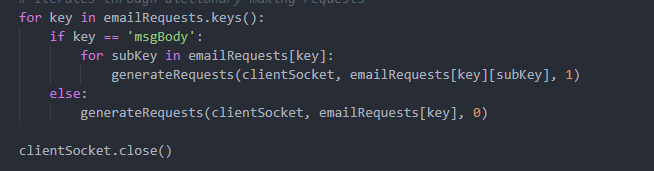 # iterates through dictionary making requests
for key in emailRequests.keys():
    if key == 'msgBody':
        for subKey in emailRequests[key]:
            generateRequests(clientSocket, emailRequests[key][subKey], 1)
    else:
        generateRequests(clientSocket, emailRequests[key], 0)
clientSocket.close()